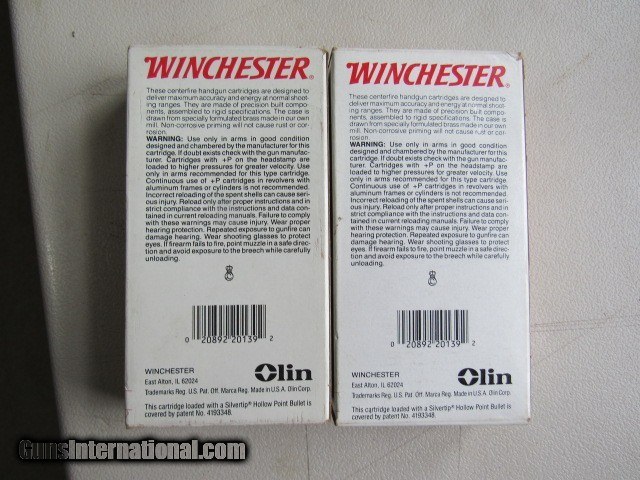 WINCHESTER®
These centerfire handgun cartridges are designed to
deliver maximum accuracy and energy at normal shoot-
ing ranges. They are made of precision built compo-
nents, assembled to rigid specifications. The case is
drawn from specially formulated brass made in our own
mill. Non-corrosive priming will not cause rust or cor-
rosion.
WARNING: Use only in arms in good condition
designed and chambered by the manufacturer for this
cartridge. If doubt exists check with the gun manufac-
turer. Cartridges with +P on the headstamp are
loaded to higher pressures for greater velocity. Use
only in arms recommended for this type cartridge.
Continuous use of +P cartridges in revolvers with
aluminum frames or cylinders is not recommended.
Incorrect reloading of the spent shells can cause seri-
ous injury. Reload only after proper instructions and in
strict compliance with the instructions and data con-
tained in current reloading manuals. Failure to comply
with these warnings may cause injury. Wear proper
hearing protection. Repeated exposure to gunfire can
damage hearing. Wear shooting glasses to protect
eyes. If firearm fails to fire, point muzzle in a safe direc-
tion and avoid exposure to the breech while carefully
unloading.
0 20892 20139 2
WINCHESTER
East Alton, IL 62024
Olin
Trademarks Reg. U.S. Pat. Off. Marca Reg. Made in U.S.A. Olin Corp.
This cartridge loaded with a Silvertip® Hollow Point Bullet is
covered by patent no. 4193348.
WINCHESTER®
These centerfire handgun cartridges are designed to
deliver maximum accuracy and energy at normal shoot-
ing ranges. They are made of precision built compo-
nents, assembled to rigid specifications. The case is
drawn from specially formulated brass made in our own
mill. Non-corrosive priming will not cause rust or cor-
rosion.
WARNING: Use only in arms in good condition
designed and chambered by the manufacturer for this
cartridge. If doubt exists check with the gun manufac-
turer. Cartridges with +P on the headstamp are
loaded to higher pressures for greater velocity. Use
only in arms recommended for this type cartridge.
Continuous use of +P cartridges in revolvers with
aluminum frames or cylinders is not recommended.
Incorrect reloading of the spent shells can cause seri-
ous injury. Reload only after proper instructions and in
strict compliance with the instructions and data con-
tained in current reloading manuals. Failure to comply
with these warnings may cause injury. Wear proper
hearing protection. Repeated exposure to gunfire can
damage hearing. Wear shooting glasses to protect
eyes. If firearm fails to fire, point muzzle in a safe direc-
tion and avoid exposure to the breech while carefully
unloading.
0 20892 20139 2
WINCHESTER
East Alton, IL 62024
Olin
Trademarks Reg. U.S. Pat. Off. Marca Reg. Made in U.S.A. Olin Corp.
This cartridge loaded with a Silvertip® Hollow Point Bullet is
covered by patent no. 4193348.
GunsInternational.com